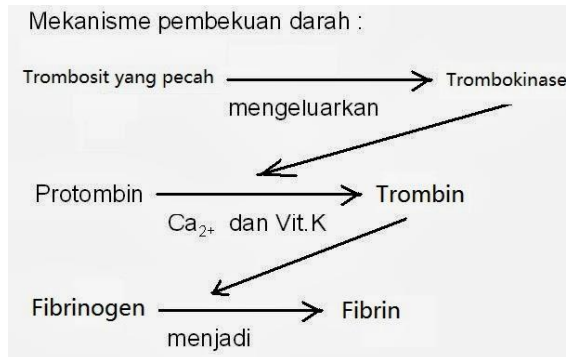 Mekanisme pembekuan darah :
Trombosit yang pecah
Trombokinase
mengeluarkan
Protombin
Trombin
Ca₂₊ dan Vit.K
Fibrinogen
Fibrin
menjadi